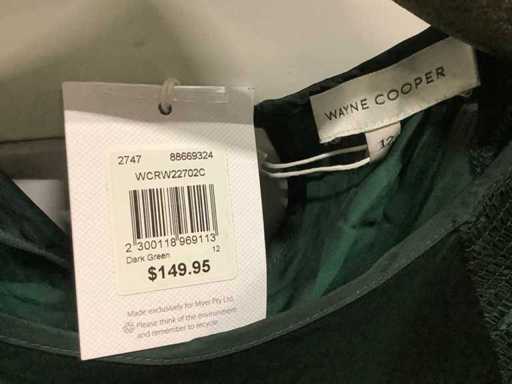 WAYNE COOPER
12
2747 88669324
WCRW22702C
2 300118 969113
Dark Green 12
$149.95
Made exclusively for Myer Pty Ltd.
Please think of the environment
and remember to recycle